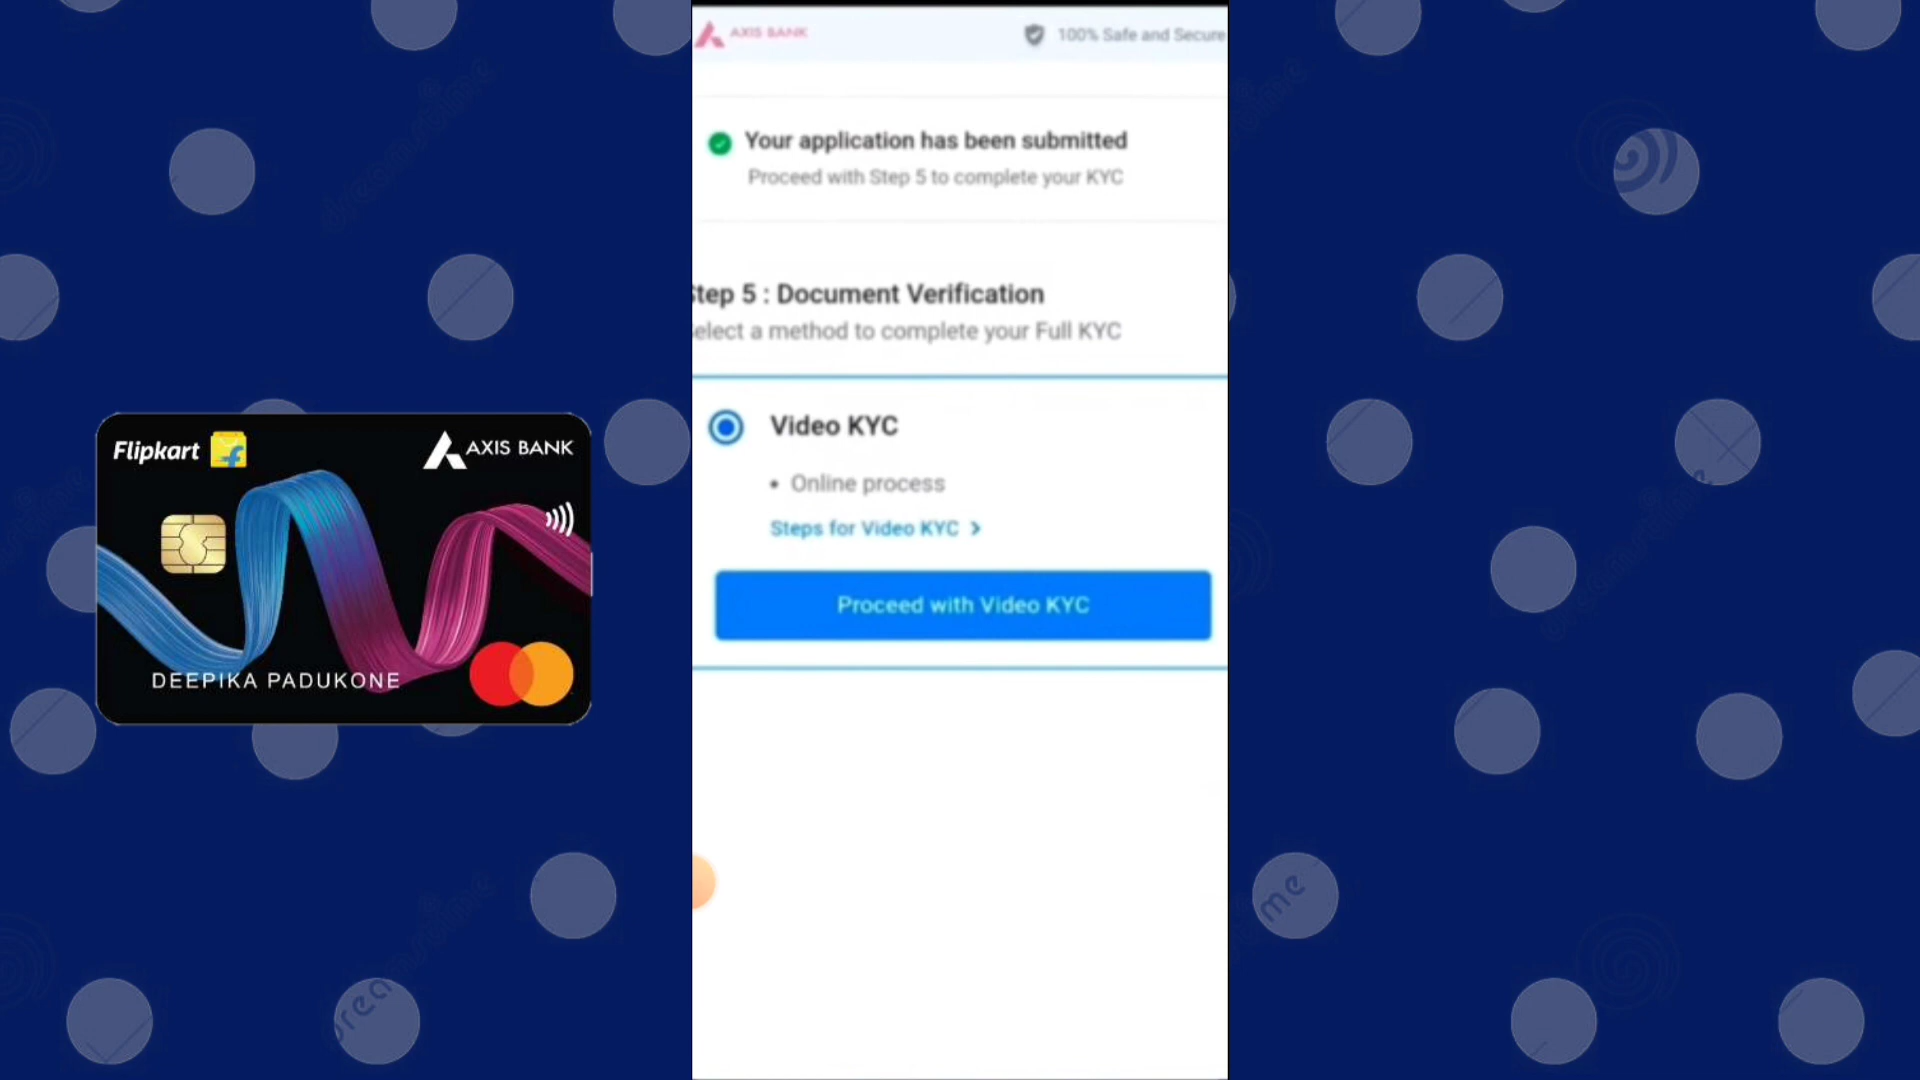 AXIS BANK
100% Safe and Secure
Your application has been submitted
Proceed with Step 5 to complete your KYC
Step 5 : Document Verification
Select a method to complete your Full KYC
Video KYC
• Online process
Steps for Video KYC >
Proceed with Video KYC
Flipkart
AXIS BANK
DEEPIKA PADUKONE